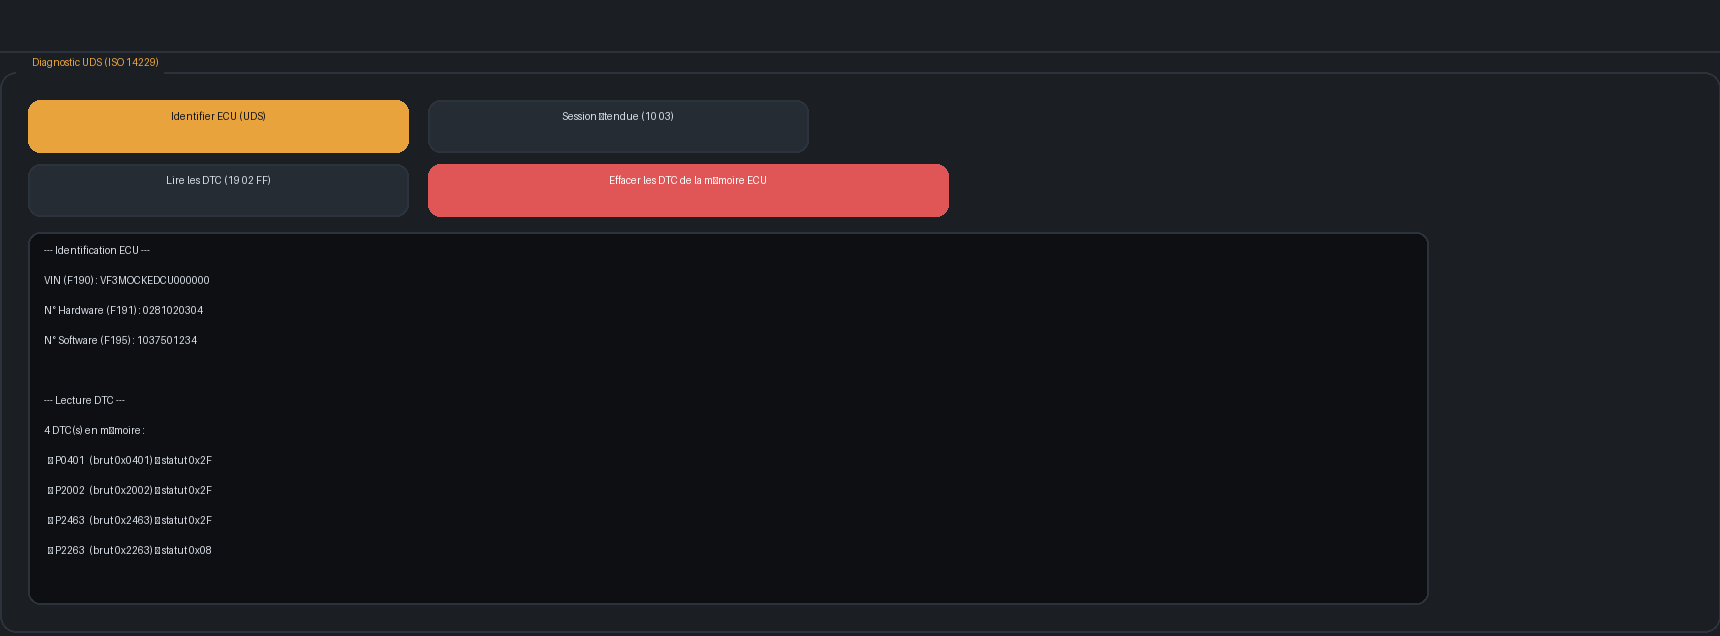 Diagnostic UDS (ISO 14229)
Identifier ECU (UDS)
Session �tendue (10 03)
Lire les DTC (19 02 FF)
Effacer les DTC de la m�moire ECU
--- Identification ECU ---
VIN (F190) : VF3MOCKEDCU000000
N° Hardware (F191) : 0281020304
N° Software (F195) : 1037501234
--- Lecture DTC ---
4 DTC(s) en m�moire :
� P0401 (brut 0x0401) � statut 0x2F
� P2002 (brut 0x2002) � statut 0x2F
� P2463 (brut 0x2463) � statut 0x2F
� P2263 (brut 0x2263) � statut 0x08